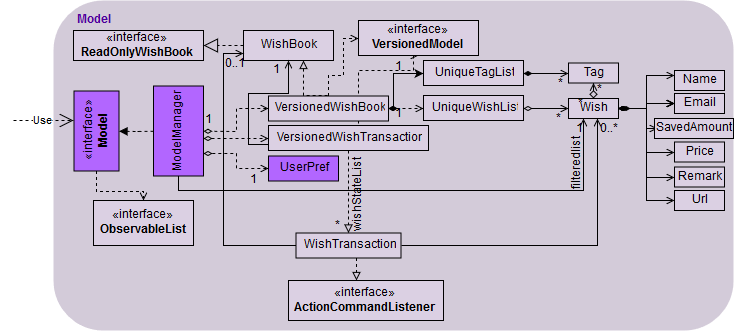 Model
«interface»
ReadOnlyWishBook
WishBook
«interface»
VersionedModel
0..1
1
1
UniqueTagList
*
Tag
Name
Email
SavedAmount
Price
Remark
Url
*
*
Use
«interface»
Model
ModelManager
1
VersionedWishBook
1
UniqueWishList
*
Wish
VersionedWishTransaction
1
0..*
filteredlist
1
UserPref
wishStateList
*
«interface»
ObservableList
WishTransaction
«interface»
ActionCommandListener